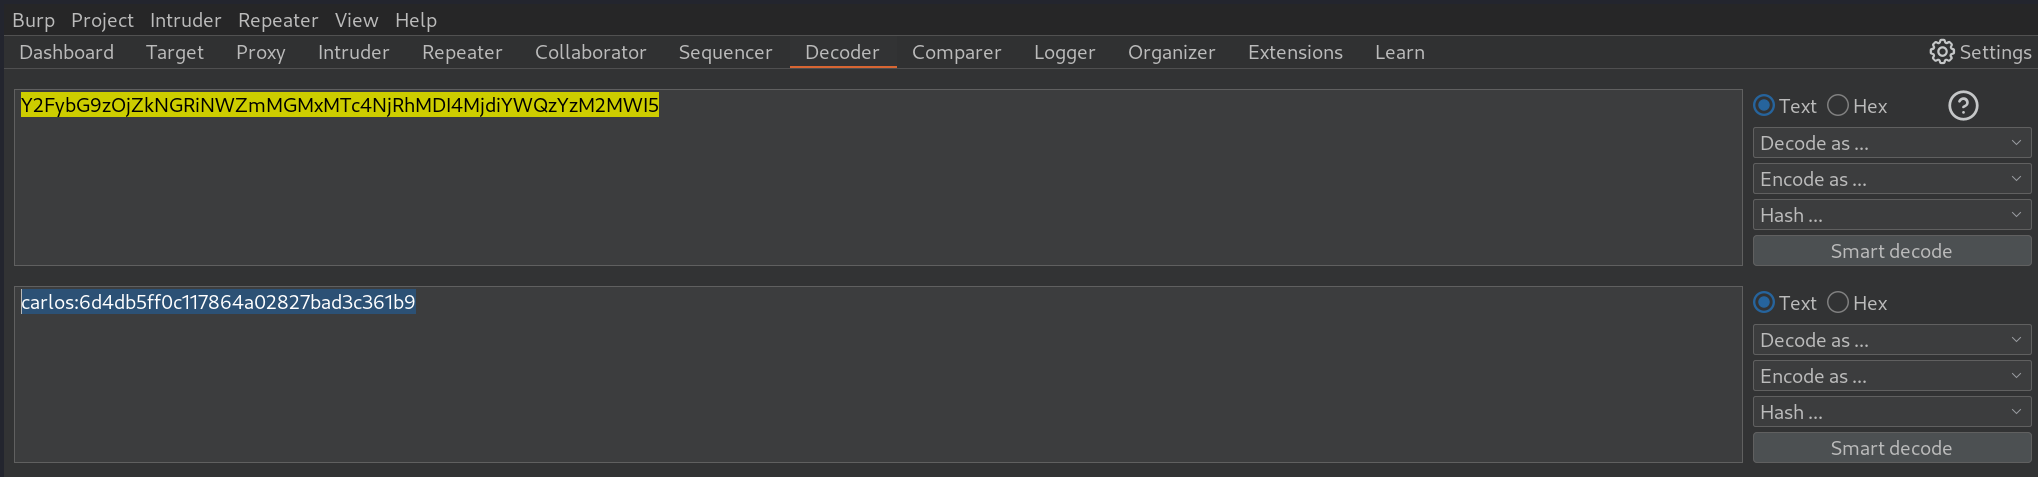 Burp Project Intruder Repeater View Help
Dashboard Target Proxy Intruder Repeater Collaborator Sequencer Decoder Comparer Logger Organizer Extensions Learn Settings
Y2FybG9zOjZkNGRiNWZmMGMxMTc4NjRhMDI4MjdiYWQzYzM2MWI5
Text Hex ?
Decode as ...
Encode as ...
Hash ...
Smart decode
carlos:6d4db5ff0c117864a02827bad3c361b9
Text Hex
Decode as ...
Encode as ...
Hash ...
Smart decode